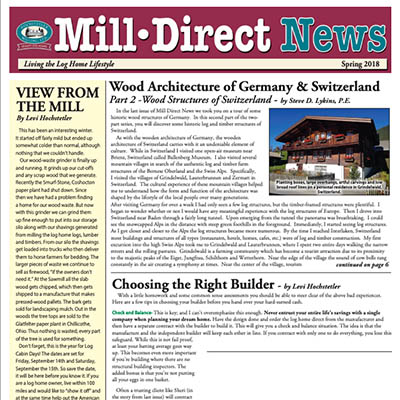 Mill·Direct News
Living the Log Home Lifestyle
Spring 2018
VIEW FROM
THE MILL
By Levi Hochstetler
This has been an interesting winter.
It started off fairly mild but ended up
somewhat colder than normal, although
nothing that we couldn't handle.
Our wood-waste grinder is finally up
and running. It grinds up our cut-offs
and any scrap wood that we generate.
Recently the Smurf-Stone, Coshocton
paper plant had shut down. Since
then we have had a problem finding
a home for our wood waste. But now
with this grinder we can grind them
up fine enough to put into our storage
silo along with our shavings generated
from milling the large log homes, lumber
and timbers. From our silo the shavings
get loaded into trucks who then deliver
them to horse farmers for bedding. The
larger pieces of waste we continue to
sell as firewood, "if the owners don't
need it." At the Sawmill all the slab
wood gets chipped, which then gets
shipped to a manufacture that makes
pressed-wood pallets. The bark gets
sold for landscaping mulch. Out in the
woods the tree tops are sold to the
Glatfelter paper plant in Chillicothe,
Ohio. Thus nothing is wasted, every part
of the tree is used for something.
Don't forget, this is the year for Log
Cabin Days! The dates are set for
Friday, September 14th and Saturday,
September 15th. So save the date,
it will be here before you know it. If you
are a log home owner, live within 100
miles and would like to "show it off" and
at the same time help out the American
Wood Architecture of Germany & Switzerland
Part 2 -Wood Structures of Switzerland - by Steve D. Lykins, P.E.
In the last issue of Mill Direct News we took you on a tour of some
historic wood structures of Germany. In this second part of the two-
part series, you will discover some historic log and timber structures of
Switzerland.
As with the wooden architecture of Germany, the wooden
architecture of Switzerland carries with it an undeniable element of
culture. While in Switzerland I visited one open-air museum near
Brienz, Switzerland called Ballenberg Museum. I also visited several
mountain villages in search of the authentic log and timber farm
structures of the Bernese Oberland and the Swiss Alps. Specifically,
I visited the villages of Grindelwald, Lauterbrunnen and Zermatt in
Switzerland. The cultural experience of these mountain villages helped
me to understand how the form and function of the architecture was
shaped by the lifestyle of the local people over many generations.
After visiting Germany for over a week I had only seen a few log structures, but the timber-framed structures were plentiful. I
began to wonder whether or not I would have any meaningful experience with the log structures of Europe. Then I drove into
Switzerland near Basler through a fairly long tunnel. Upon emerging from the tunnel the panorama was breathtaking. I could
see the snowcapped Alps in the distance with steep green foothills in the foreground. Immediately, I started seeing log structures.
As I got closer and closer to the Alps the log structures became more numerous. By the time I reached Interlaken, Switzerland
most buildings and structures of all types (restaurants, hotels, homes, cafes, etc.) were of log and timber construction. My first
excursion into the high Swiss Alps took me to Grindelwald and Lauterbrunnen, where I spent two entire days walking the narrow
streets and the rolling pastures. Grindelwald is a farming community which has become a tourist attraction due to its proximity
to the majestic peaks of the Eiger, Jungfrau, Schilthorn and Wetterhorn. Near the edge of the village the sound of cow bells rang
constantly in the air creating a symphony at times. Near the center of the village, tourists
continued on page 6
Planting boxes, large overhangs, artful carvings and low
broad roof lines on a personal residence in Grindelwald,
Switzerland.
Choosing the Right Builder - by Levi Hochstetler
With a little homework and some common sense assessments you should be able to steer clear of the above bad experience. Here are a
few tips in choosing your builder before you hand over your hard earned cash.
Check and Balance- This is key; and I can't overemphasize this enough. Never entrust your entire life's savings with a single
company when planning your dream home. Have the design done and order the log home direct from the manufacturer and
then have a separate contract with the builder to build it. This will give you a check and balance situation. The idea is that the
manufacture and the independent builder will keep each other in line. If you contract with only one to do everything, you lose this
safeguard. While this is not fail proof,
at least your batting average goes way
up. This becomes even more important
if you're building where there are no
structural building inspectors. The
added bonus is that you're not putting
all your eggs in one basket.
Often a trusting client like Sheri (in
the story from last issue) will contract